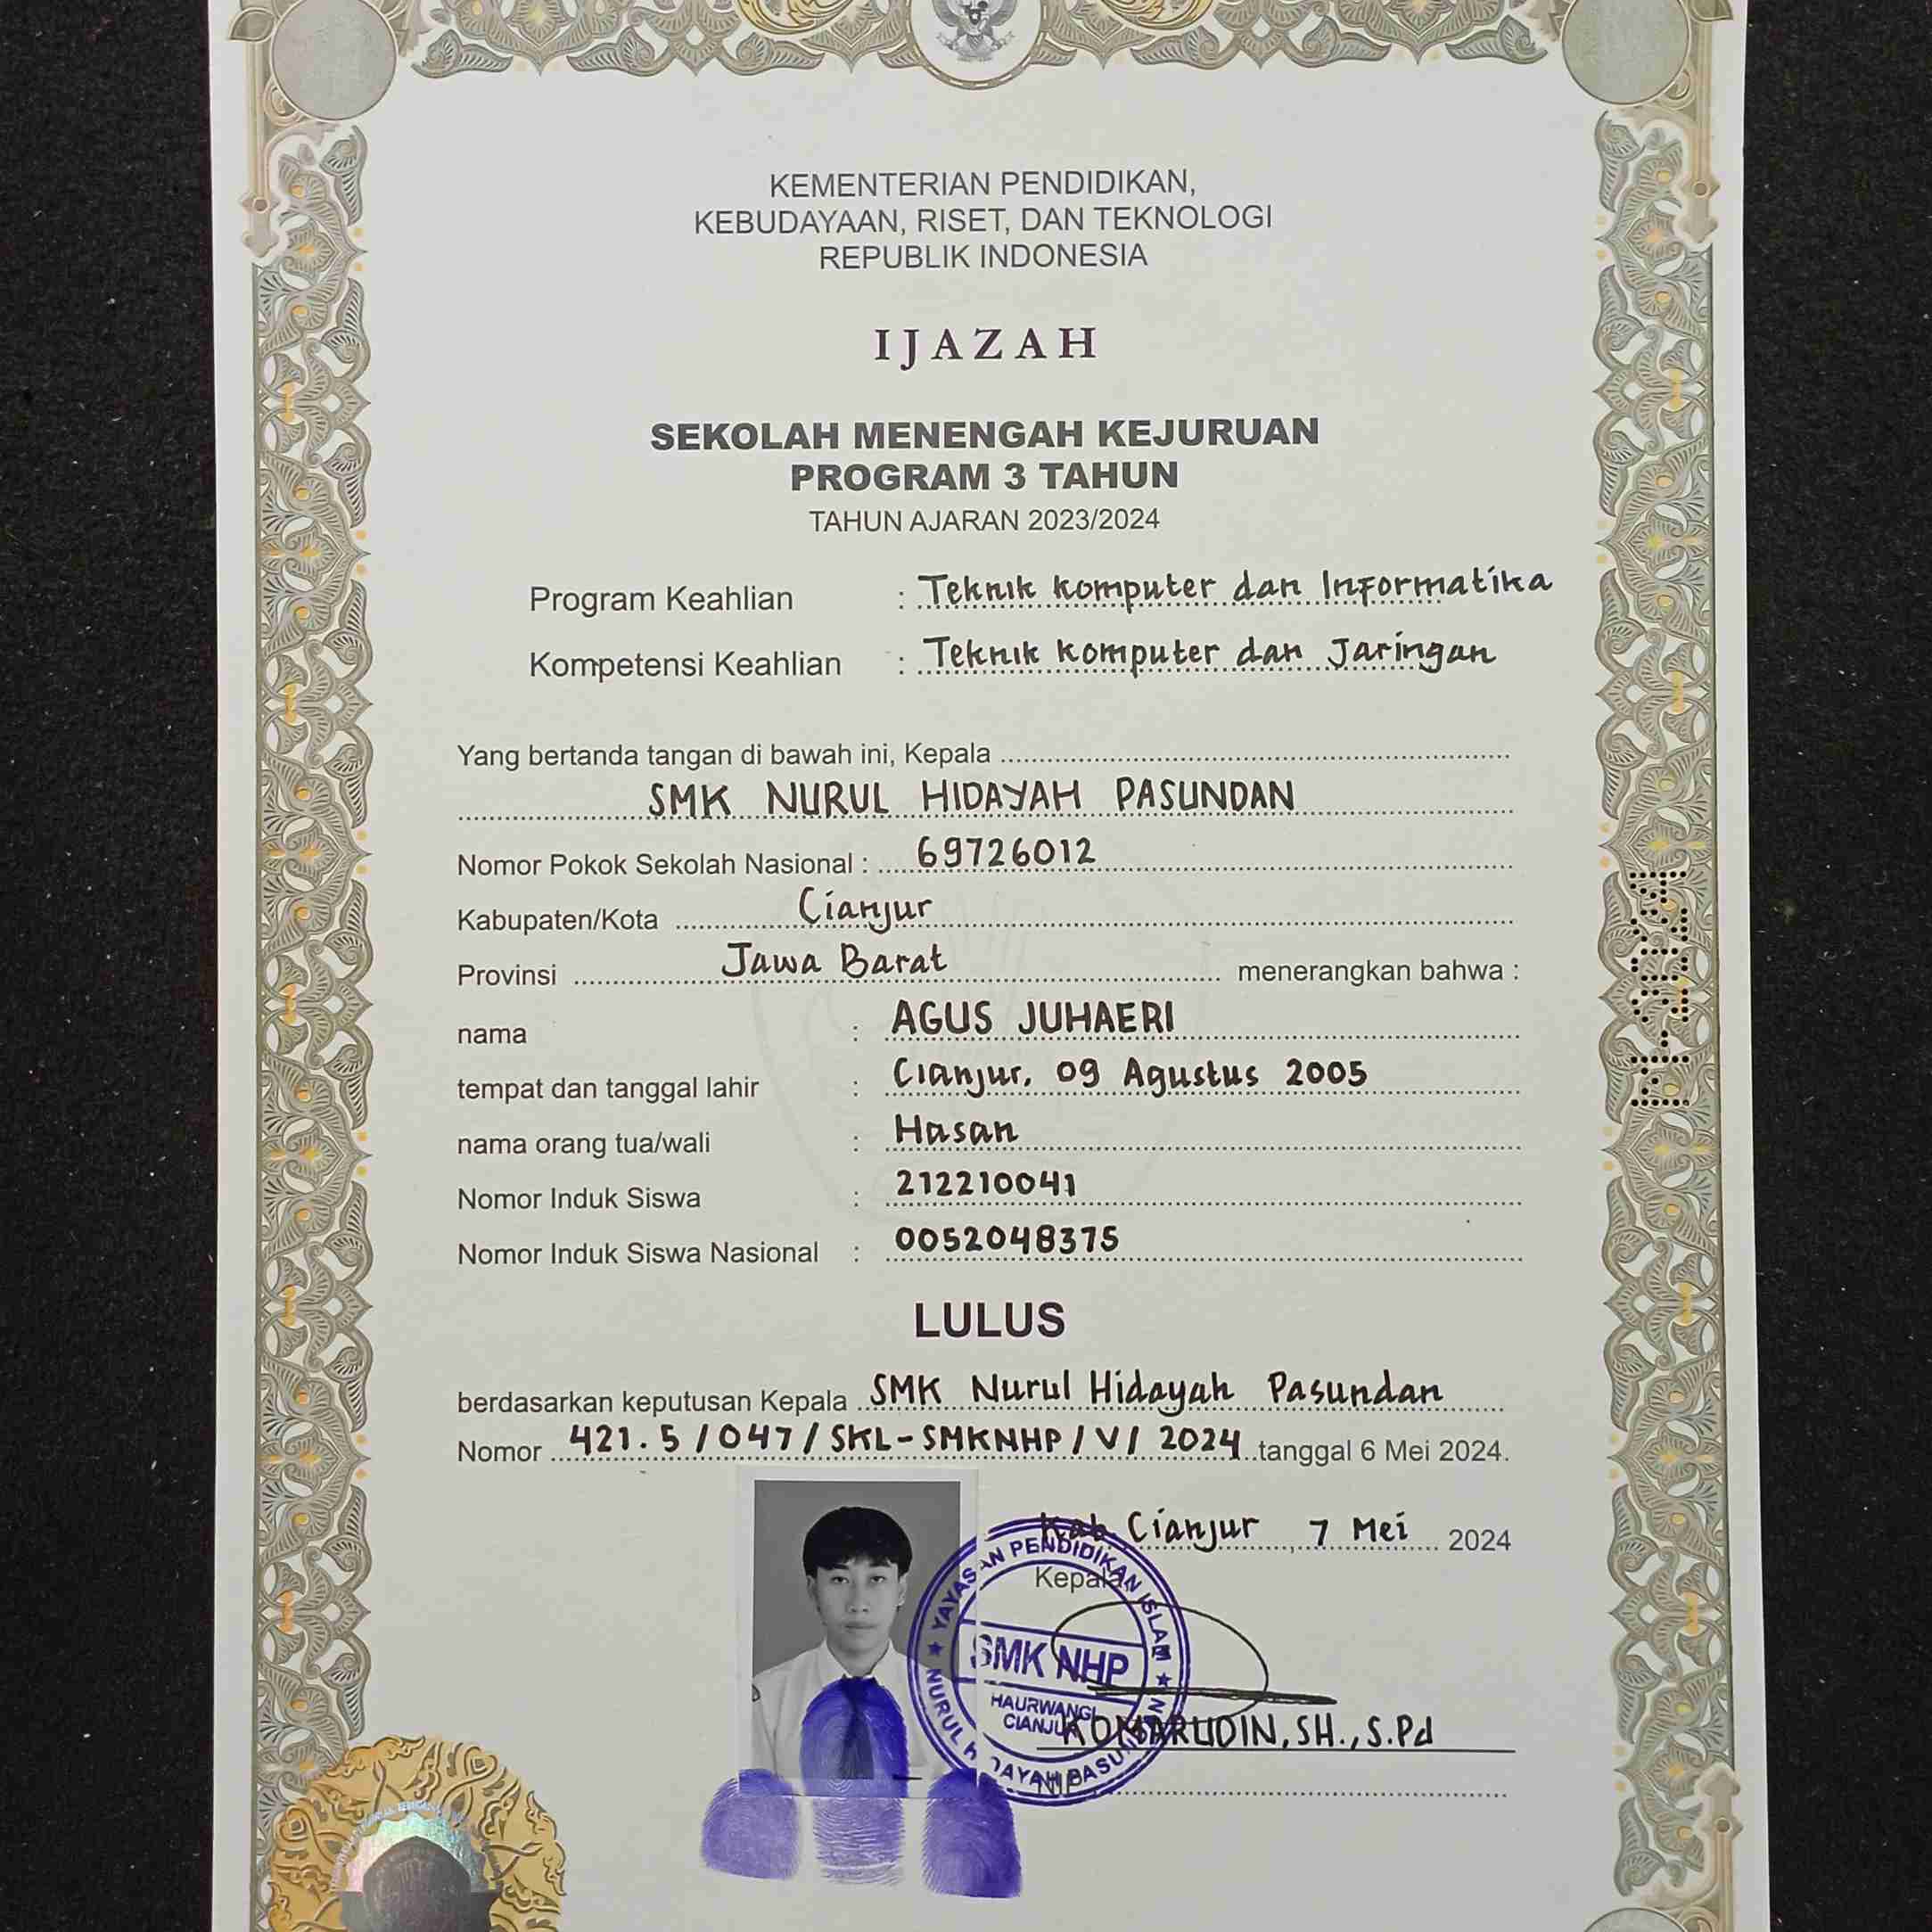 KEMENTERIAN PENDIDIKAN,
KEBUDAYAAN, RISET, DAN TEKNOLOGI
REPUBLIK INDONESIA
IJAZAH
SEKOLAH MENENGAH KEJURUAN
PROGRAM 3 TAHUN
TAHUN AJARAN 2023/2024
Program Keahlian : Teknik komputer dan Informatika
Kompetensi Keahlian : Teknik komputer dan Jaringan
Yang bertanda tangan di bawah ini, Kepala
SMK NURUL HIDAYAH PASUNDAN
Nomor Pokok Sekolah Nasional : 69726012
Kabupaten/Kota Cianjur
Provinsi Jawa Barat menerangkan bahwa :
nama : AGUS JUHAERI
tempat dan tanggal lahir : Cianjur, 09 Agustus 2005
nama orang tua/wali : Hasan
Nomor Induk Siswa : 212210041
Nomor Induk Siswa Nasional : 0052048375
LULUS
berdasarkan keputusan Kepala SMK Nurul Hidayah Pasundan
Nomor 421.5/047/SKL-SMKNHP/V/2024 tanggal 6 Mei 2024.
Kab Cianjur, 7 Mei 2024
Kepala
YAYASAN PENDIDIKAN ISLAM
SMK NHP
HAURWANGI
CIANJUR
KOMARUDIN, SH., S.Pd
NIP